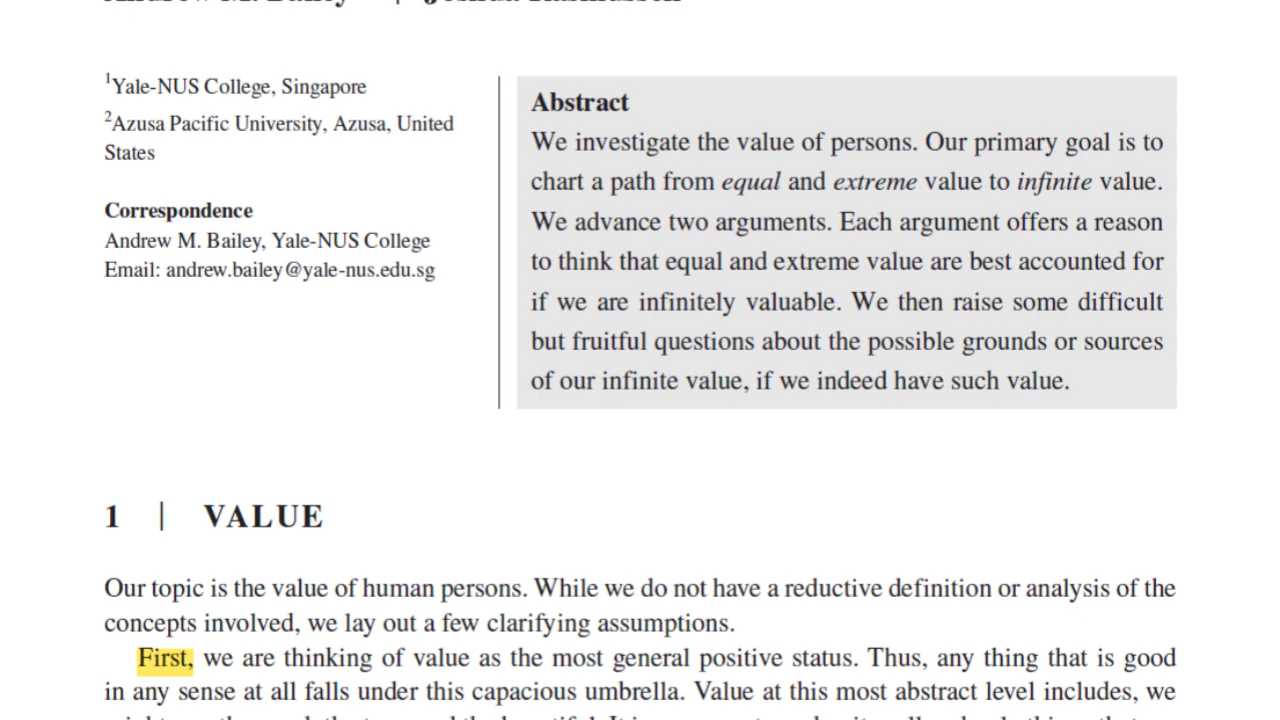 Andrew M. Bailey | Joshua Rasmussen
1Yale-NUS College, Singapore
2Azusa Pacific University, Azusa, United
States
Correspondence
Andrew M. Bailey, Yale-NUS College
Email: andrew.bailey@yale-nus.edu.sg
Abstract
We investigate the value of persons. Our primary goal is to
chart a path from equal and extreme value to infinite value.
We advance two arguments. Each argument offers a reason
to think that equal and extreme value are best accounted for
if we are infinitely valuable. We then raise some difficult
but fruitful questions about the possible grounds or sources
of our infinite value, if we indeed have such value.
1 | VALUE
Our topic is the value of human persons. While we do not have a reductive definition or analysis of the
concepts involved, we lay out a few clarifying assumptions.
First, we are thinking of value as the most general positive status. Thus, any thing that is good
in any sense at all falls under this capacious umbrella. Value at this most abstract level includes, we